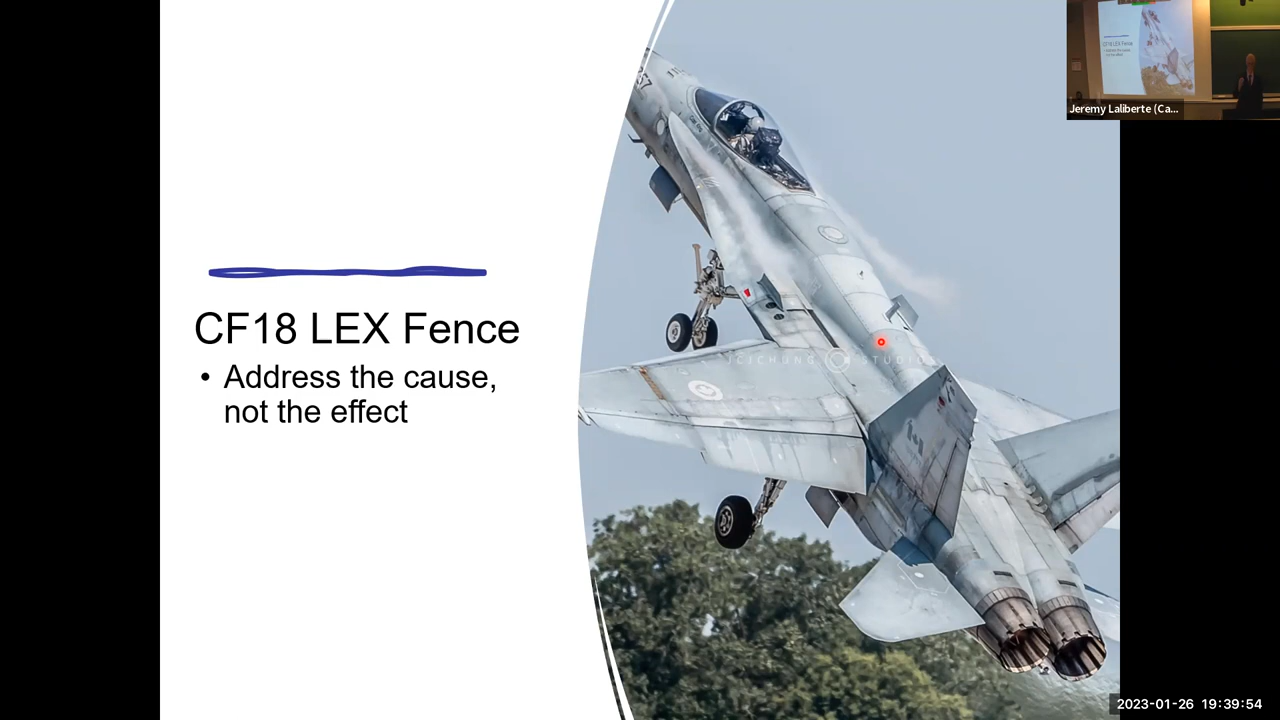 CF18 LEX Fence
• Address the cause,
not the effect
Jeremy Laliberte (Ca...
2023-01-26 19:39:54